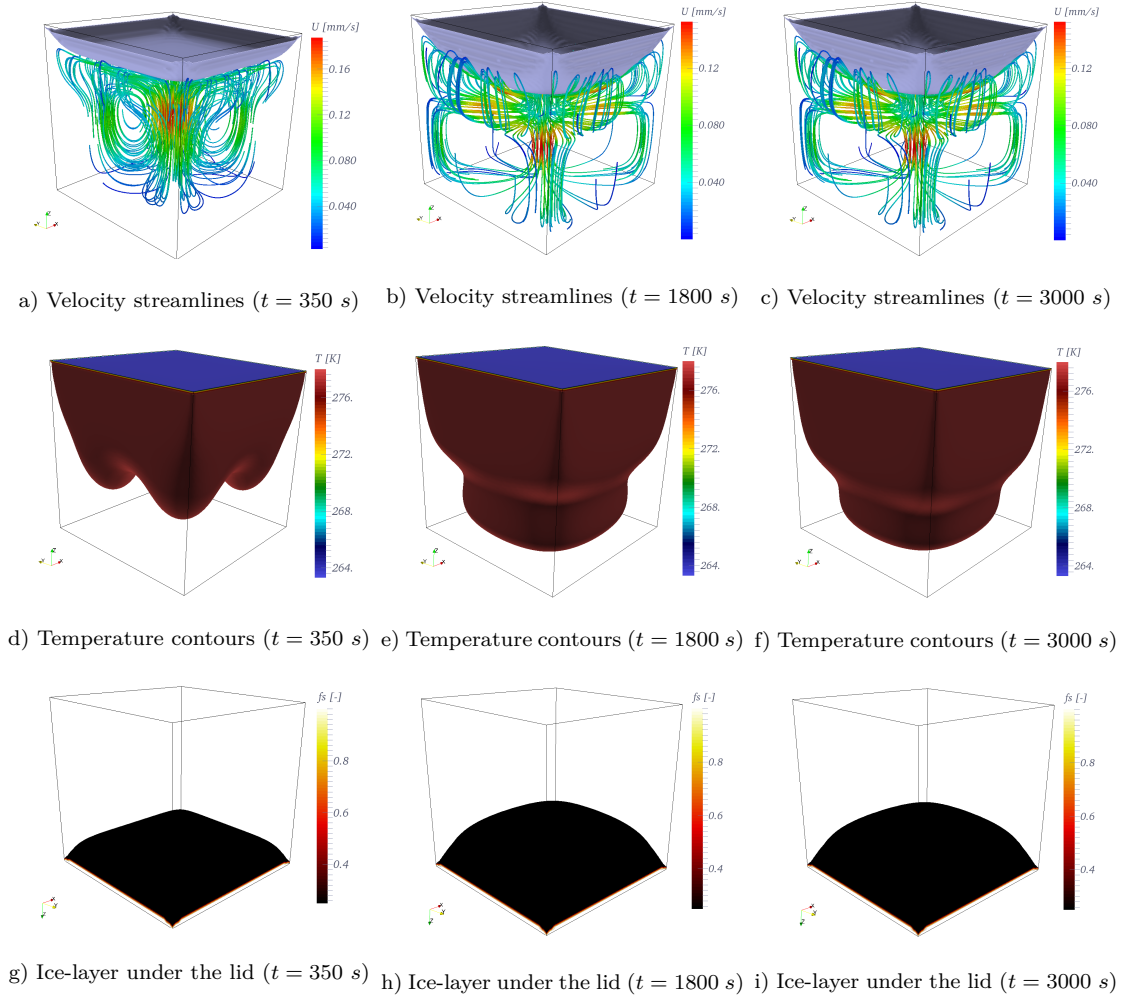 U [mm/s]
0.16
0.12
0.080
0.040
U [mm/s]
0.12
0.080
0.040
U [mm/s]
0.12
0.080
0.040
a) Velocity streamlines (t = 350 s)
b) Velocity streamlines (t = 1800 s)
c) Velocity streamlines (t = 3000 s)
T [K]
276.
272.
268.
264.
T [K]
276.
272.
268.
264.
T [K]
276.
272.
268.
264.
d) Temperature contours (t = 350 s)
e) Temperature contours (t = 1800 s)
f) Temperature contours (t = 3000 s)
fs [-]
0.8
0.6
0.4
fs [-]
0.8
0.6
0.4
fs [-]
0.8
0.6
0.4
g) Ice-layer under the lid (t = 350 s)
h) Ice-layer under the lid (t = 1800 s)
i) Ice-layer under the lid (t = 3000 s)